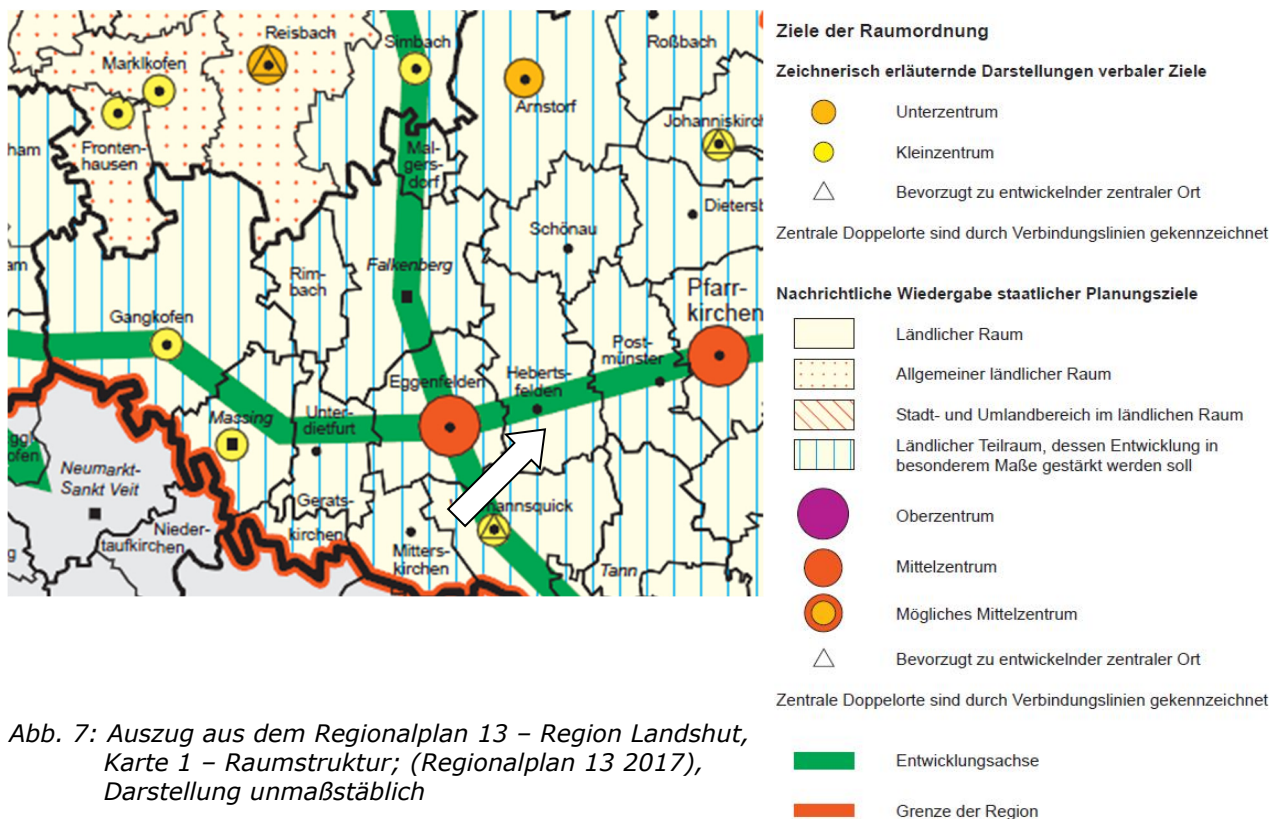 Reisbach
Simbach
Roßbach
Marklkofen
Arnstorf
Johanniskirch
Fronten-
hausen
ham
Mal-
gers-
dorf
Dietersb
Schönau
am
Rim-
bach
Falkenberg
Pfarr-
kirchen
Gangkofen
Post-
münster
Eggenfelden
Heberts-
felden
Massing
Unter-
dietfurt
ofen
Neumarkt-
Sankt Veit
Gerats-
kirchen
annsquick
Nieder-
taufkirchen
g
Mitters-
kirchen
Tann
Abb. 7: Auszug aus dem Regionalplan 13 – Region Landshut,
Karte 1 – Raumstruktur; (Regionalplan 13 2017),
Darstellung unmaßstäblich
Ziele der Raumordnung
Zeichnerisch erläuternde Darstellungen verbaler Ziele
Unterzentrum
Kleinzentrum
Bevorzugt zu entwickelnder zentraler Ort
Zentrale Doppelorte sind durch Verbindungslinien gekennzeichnet
Nachrichtliche Wiedergabe staatlicher Planungsziele
Ländlicher Raum
Allgemeiner ländlicher Raum
Stadt- und Umlandbereich im ländlichen Raum
Ländlicher Teilraum, dessen Entwicklung in
besonderem Maße gestärkt werden soll
Oberzentrum
Mittelzentrum
Mögliches Mittelzentrum
Bevorzugt zu entwickelnder zentraler Ort
Zentrale Doppelorte sind durch Verbindungslinien gekennzeichnet
Entwicklungsachse
Grenze der Region